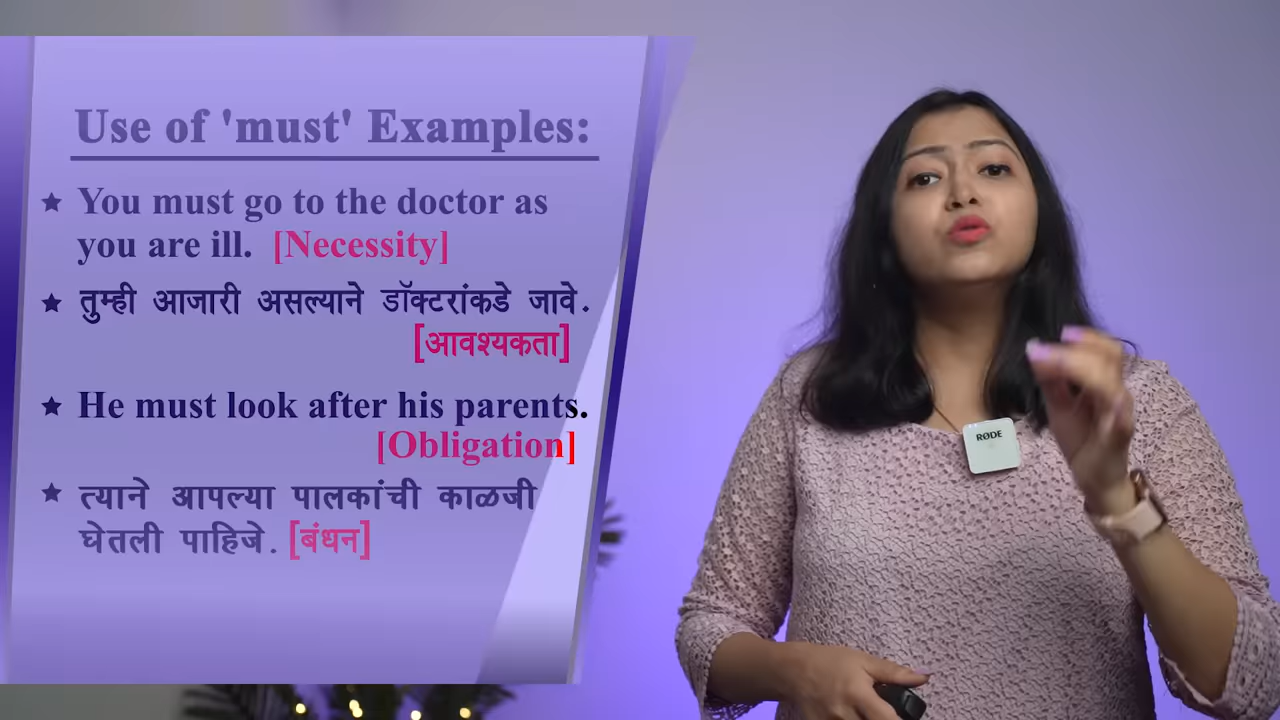 Use of 'must' Examples:
★ You must go to the doctor as
you are ill. [Necessity]
★ तुम्ही आजारी असल्याने डॉक्टरांकडे जावे.
[आवश्यकता]
★ He must look after his parents.
[Obligation]
★ त्याने आपल्या पालकांची काळजी
घेतली पाहिजे. [बंधन]
RØDE